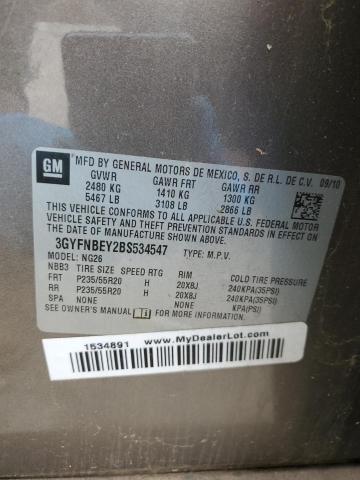 GM
MFD BY GENERAL MOTORS DE MEXICO, S. DE R.L. DE C.V. 09/10
GVWR GAWR FRT GAWR RR
2480 KG 1410 KG 1300 KG
5467 LB 3108 LB 2866 LB
THIS VEHICLE CONFORMS TO ALL APPLICABLE U.S. FEDERAL MOTOR
VEHICLE SAFETY, BUMPER, AND THEFT PREVENTION STANDARDS IN EFFECT ON THE
DATE OF MANUFACTURE SHOWN ABOVE.
3GYFNBEY2BS534547 TYPE: M.P.V.
MODEL: NG26
NBB3 TIRE SIZE SPEED RTG RIM COLD TIRE PRESSURE
FRT P235/55R20 H 20X8J 240KPA(35PSI)
RR P235/55R20 H 20X8J 240KPA(35PSI)
NONE NONE KPA(PSI)
SEE OWNER'S MANUAL FOR ADDITIONAL INFORMATION.
1534891 www.MyDealerLot.com